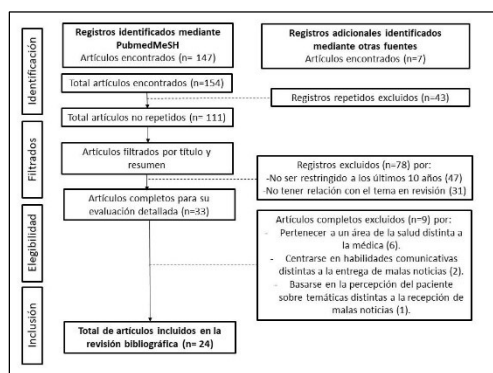 Identificación
Registros identificados mediante
PubmedMeSH
Artículos encontrados (n= 147)
Registros adicionales identificados
mediante otras fuentes
Artículos encontrados (n=7)
Total artículos encontrados (n=154)
Registros repetidos excluidos (n=43)
Total artículos no repetidos (n= 111)
Filtrados
Artículos filtrados por título y
resumen
Registros excluidos (n=78) por:
-No ser restringido a los últimos 10 años (47)
-No tener relación con el tema en revisión (31)
Artículos completos para su
evaluación detallada (n=33)
Elegibilidad
Artículos completos excluidos (n=9) por:
- Pertenecer a un área de la salud distinta
a la médica (6).
- Centrarse en habilidades comunicativas
distintas a la entrega de malas noticias (2).
- Basarse en la percepción del paciente
sobre temáticas distintas a la recepción de
malas noticias (1).
Inclusión
Total de artículos incluidos en la
revisión bibliográfica (n= 24)